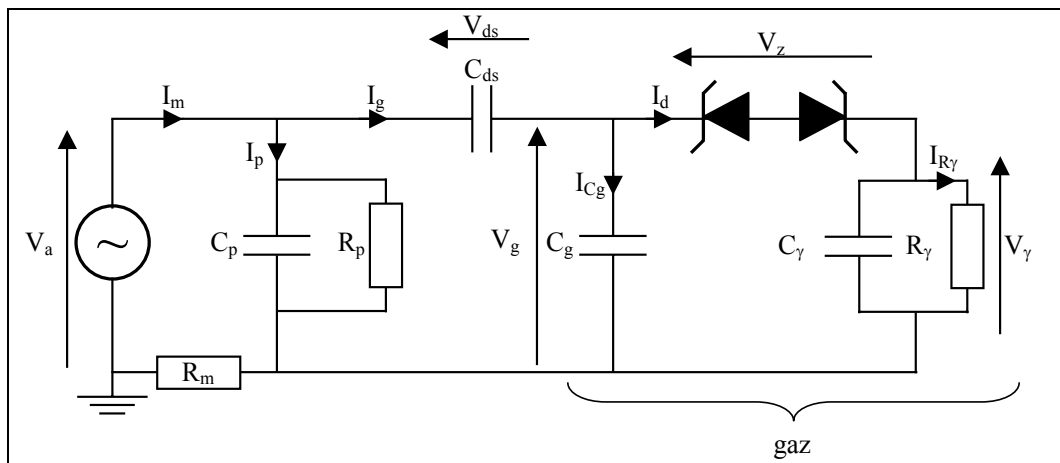 V_ds
V_z
C_ds
I_m
I_g
I_d
I_p
I_Cg
I_Rγ
V_a
~
C_p
R_p
V_g
C_g
C_γ
R_γ
V_γ
R_m
gaz